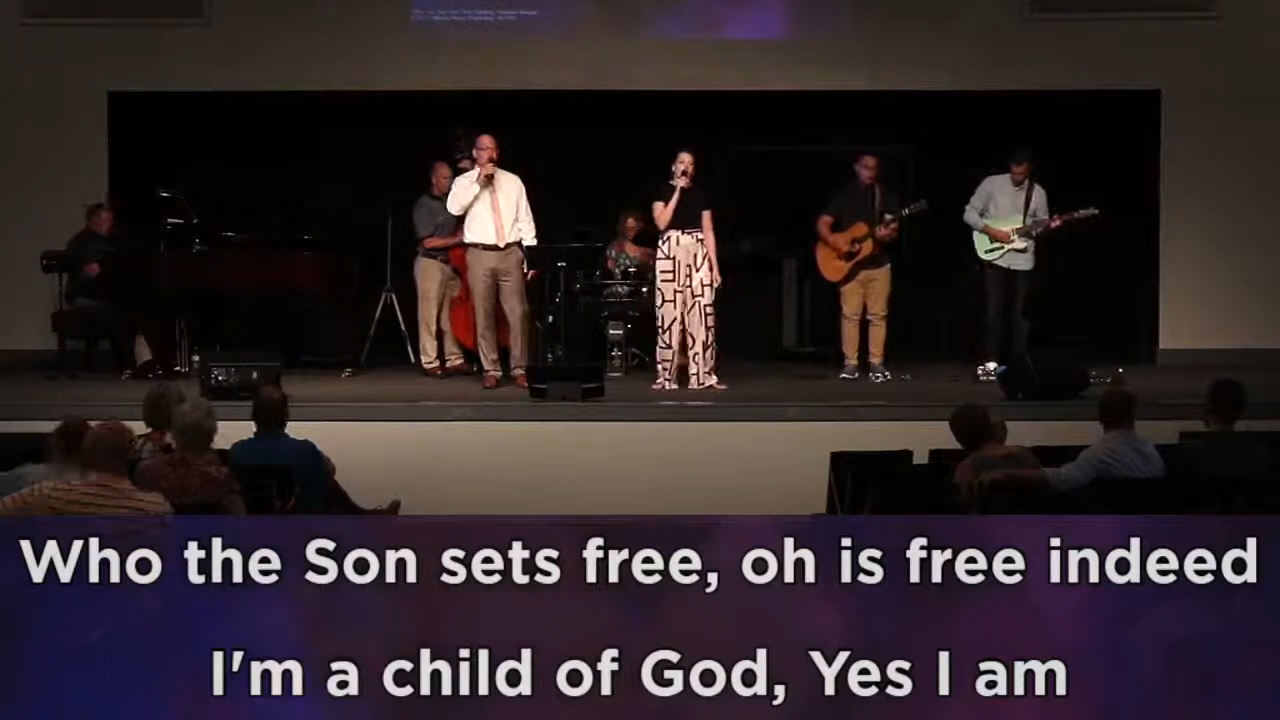 Who the Son sets free, oh is free indeed
I'm a child of God, Yes I am